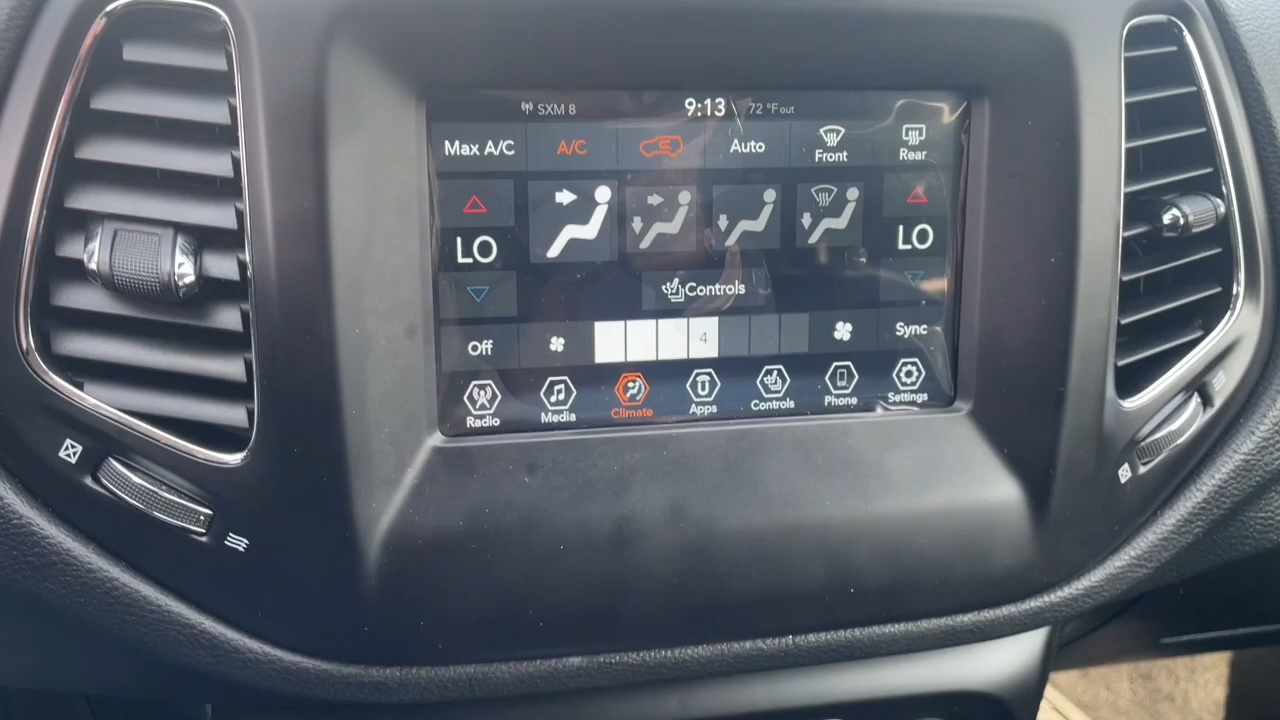 SXM 8 9:13 72 °F out
Max A/C A/C Auto Front Rear
LO LO
Controls
Off 4 Sync
Radio Media Climate Apps Controls Phone Settings